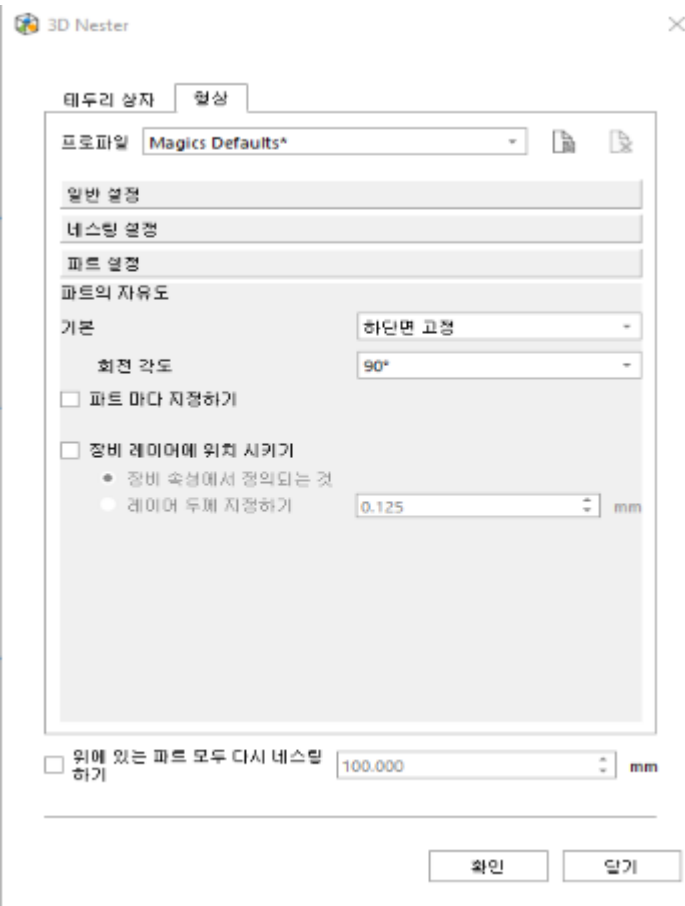 3D Nester
테두리 상자
형상
프로파일 Magics Defaults*
일반 설정
네스팅 설정
파트 설정
파트의 자유도
기본 하단면 고정
회전 각도 90°
파트 마다 지정하기
장비 레이어에 위치 시키기
장비 속성에서 정의되는 것
레이어 두께 지정하기 0.125 mm
위에 있는 파트 모두 다시 네스팅
하기 100.000 mm
확인 닫기